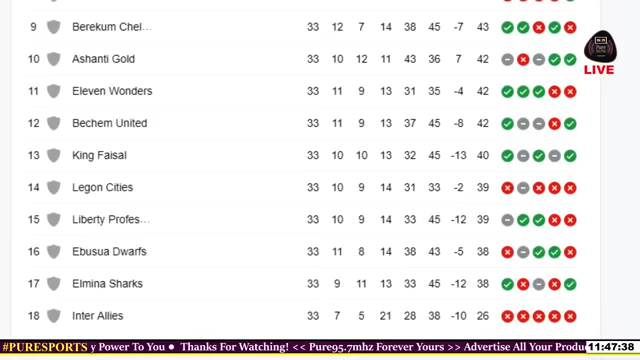 9 Berekum Chel... 33 12 7 14 38 45 -7 43
10 Ashanti Gold 33 10 12 11 43 36 7 42
LIVE
11 Eleven Wonders 33 11 9 13 31 35 -4 42
12 Bechem United 33 11 9 13 37 45 -8 42
13 King Faisal 33 10 10 13 32 45 -13 40
14 Legon Cities 33 10 9 14 31 33 -2 39
15 Liberty Profes... 33 10 9 14 33 45 -12 39
16 Ebusua Dwarfs 33 11 8 14 38 43 -5 38
17 Elmina Sharks 33 9 11 13 33 45 -12 38
18 Inter Allies 33 7 5 21 28 38 -10 26
#PURESPORTS y Power To You ● Thanks For Watching! << Pure95.7mhz Forever Yours >> Advertise All Your Produ 11:47:38